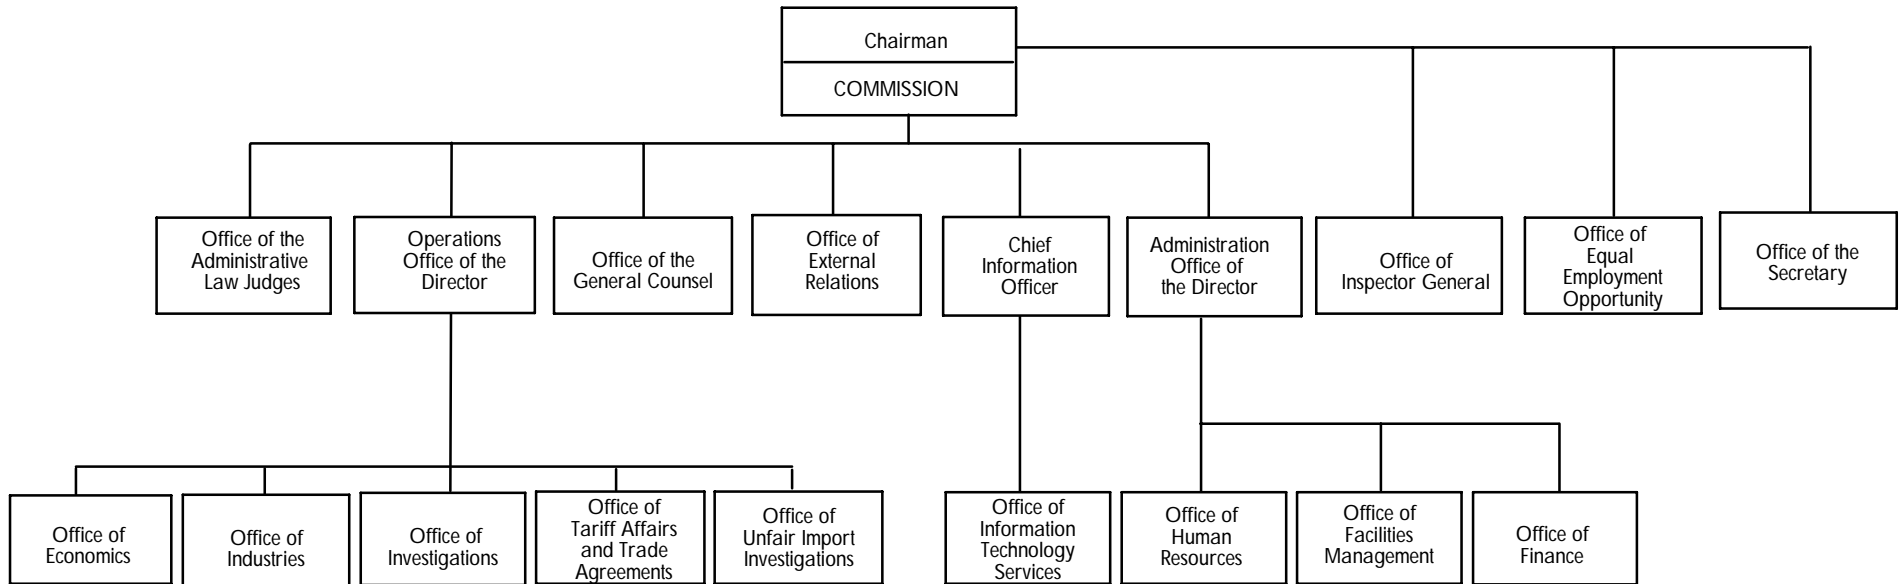 Chairman
COMMISSION
Office of the
Administrative
Law Judges
Operations
Office of the
Director
Office of the
General Counsel
Office of
External
Relations
Chief
Information
Officer
Administration
Office of
the Director
Office of
Inspector General
Office of
Equal
Employment
Opportunity
Office of the
Secretary
Office of
Economics
Office of
Industries
Office of
Investigations
Office of
Tariff Affairs
and Trade
Agreements
Office of
Unfair Import
Investigations
Office of
Information
Technology
Services
Office of
Human
Resources
Office of
Facilities
Management
Office of
Finance